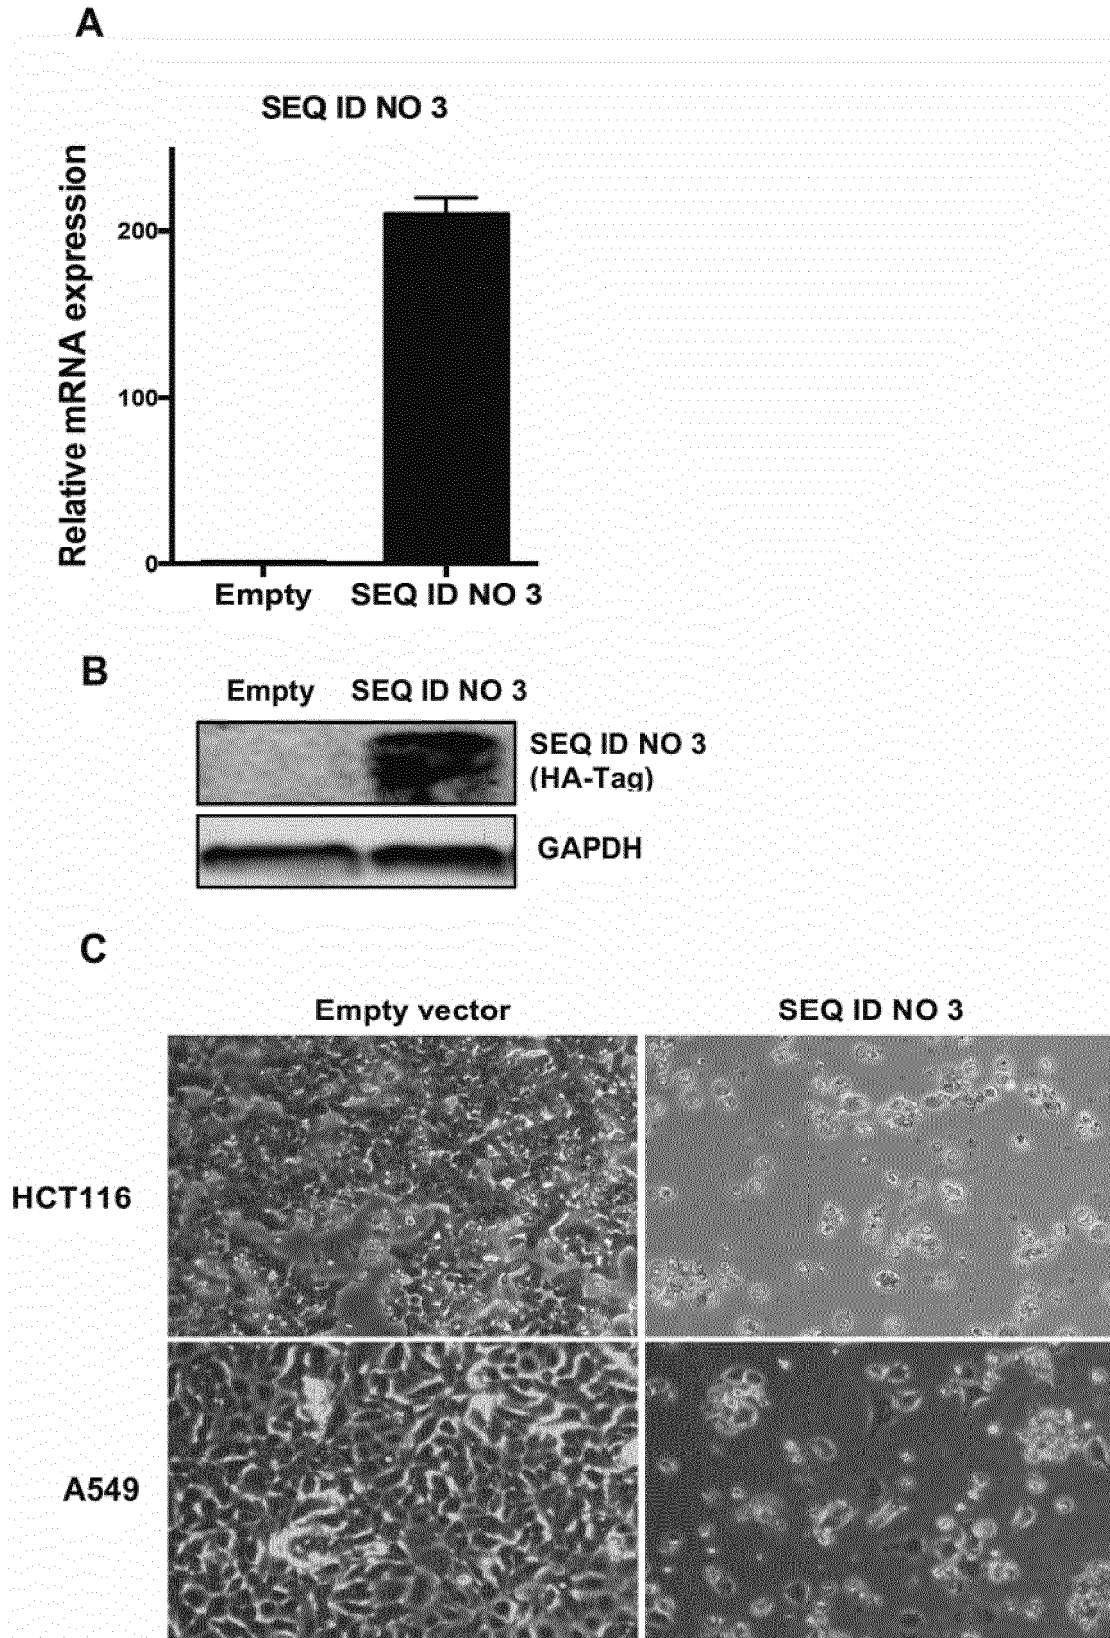 A
SEQ ID NO 3
Relative mRNA expression
200
100
0
Empty SEQ ID NO 3
B
Empty SEQ ID NO 3
SEQ ID NO 3
(HA-Tag)
GAPDH
C
Empty vector SEQ ID NO 3
HCT116
A549